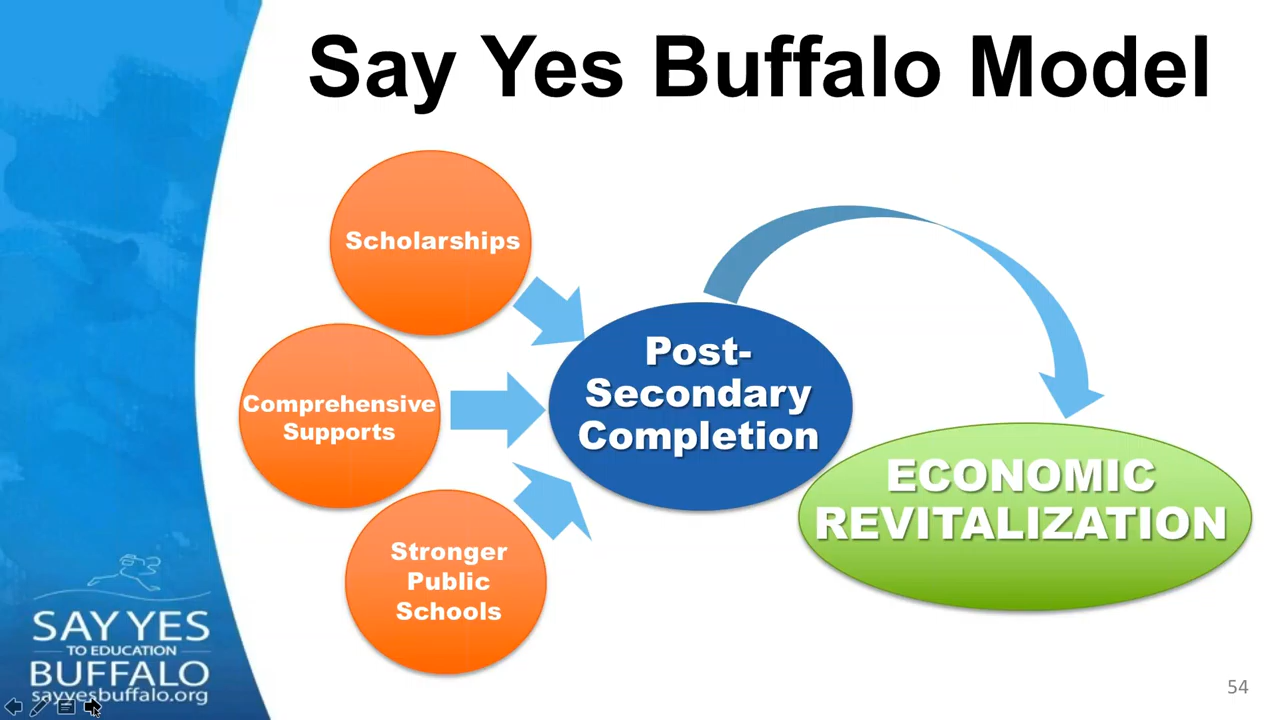 Say Yes Buffalo Model
Scholarships
Comprehensive
Supports
Stronger
Public
Schools
Post-
Secondary
Completion
ECONOMIC
REVITALIZATION
SAY YES
TO EDUCATION
BUFFALO
sayyesbuffalo.org
54